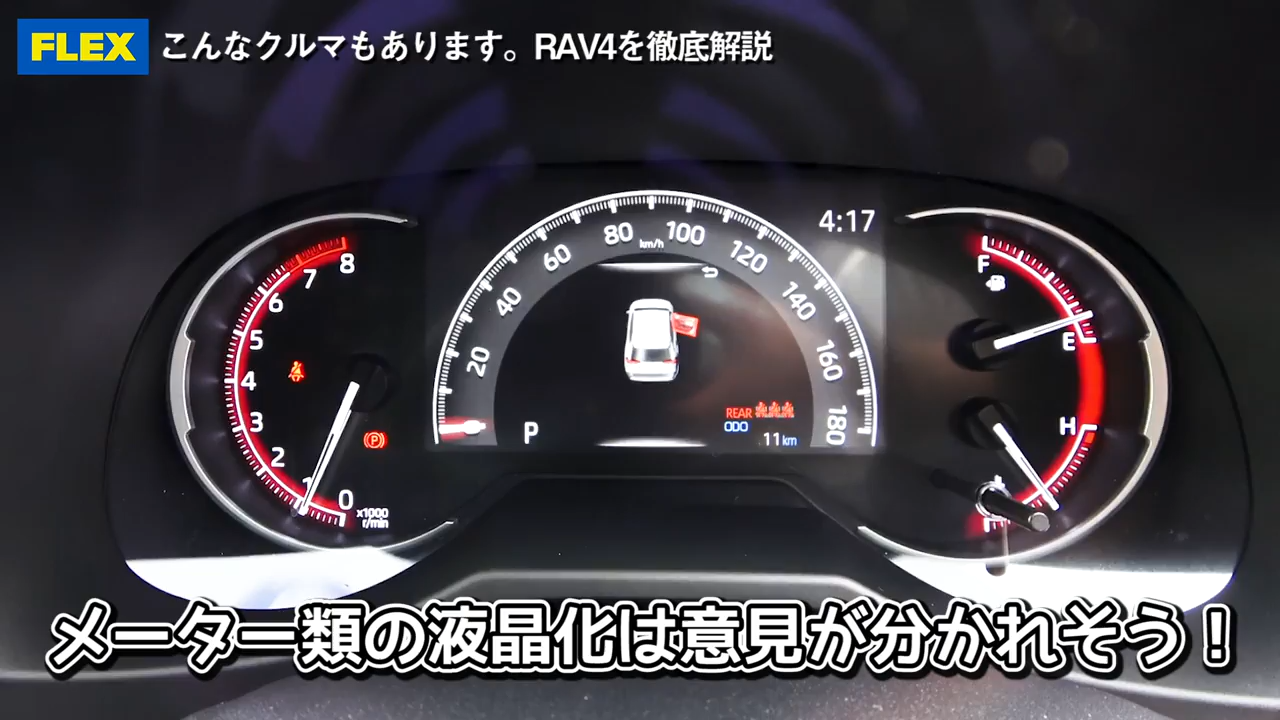 FLEX こんなクルマもあります。RAV4を徹底解説
4:17
8
7
6
5
4
3
2
1
0
x1000
r/min
20
40
60
80
km/h
100
120
140
160
180
P
REAR
ODO
11 km
F
E
H
メーター類の液晶化は意見が分かれそう！